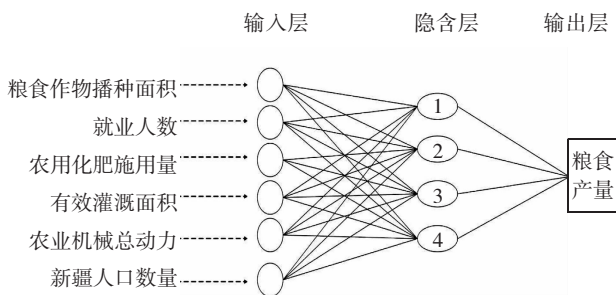 输入层 隐含层 输出层
粮食作物播种面积
就业人数
农用化肥施用量
有效灌溉面积
农业机械总动力
新疆人口数量
1
2
3
4
粮食
产量